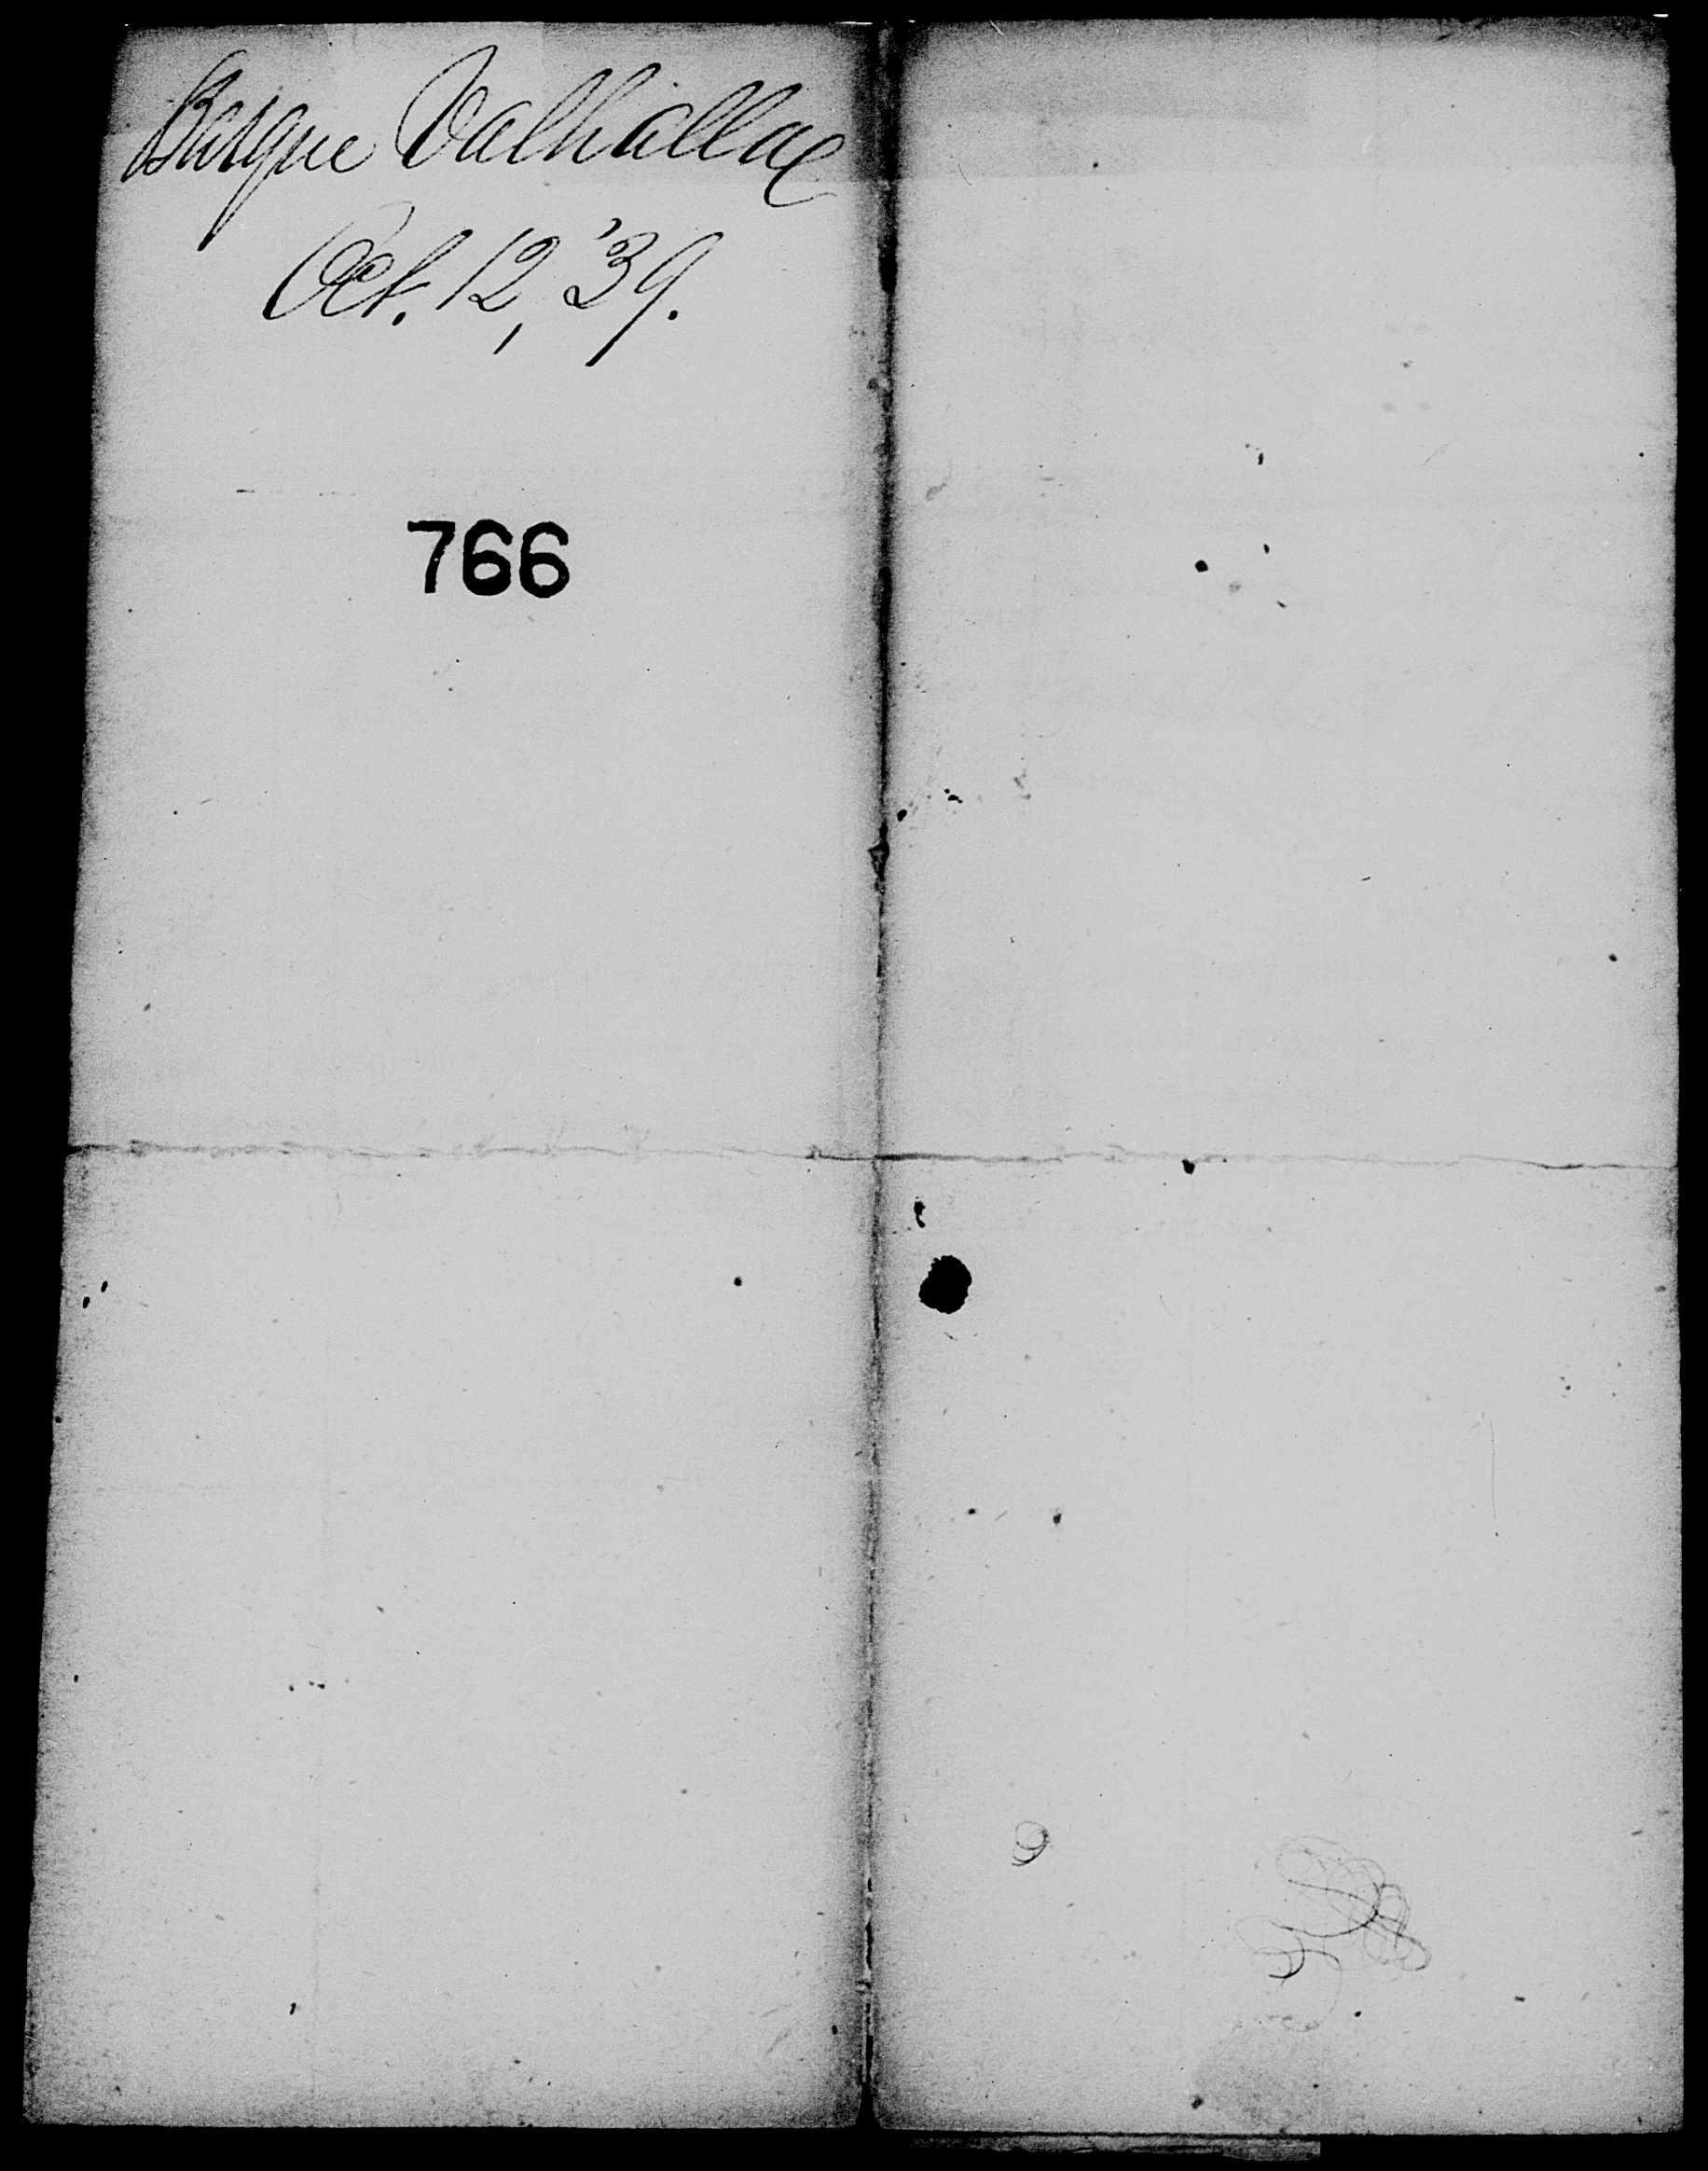 Barque Valhalla
Oct. 12, '39.
766